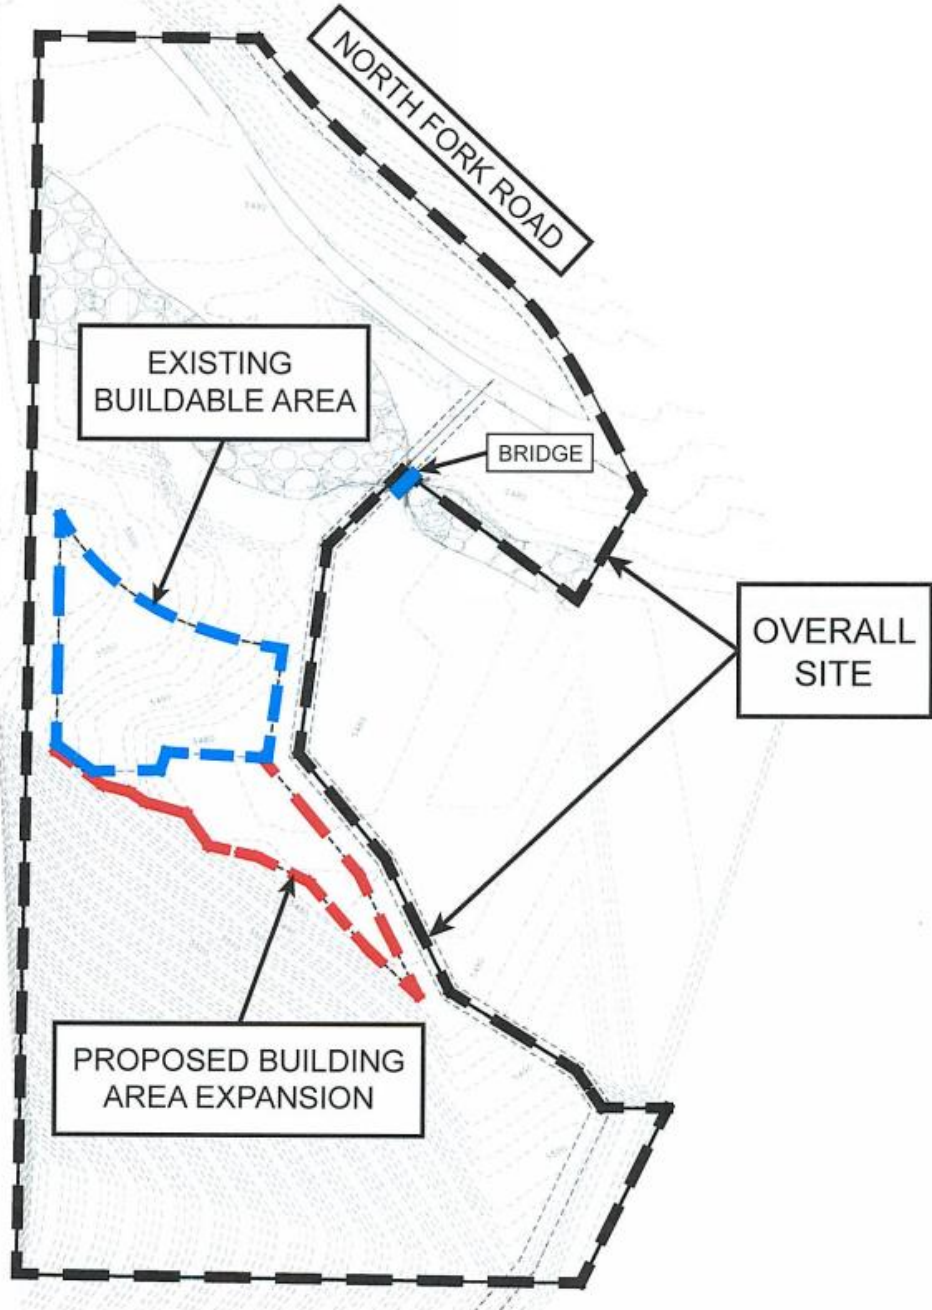 NORTH FORK ROAD
EXISTING
BUILDABLE AREA
BRIDGE
OVERALL
SITE
PROPOSED BUILDING
AREA EXPANSION